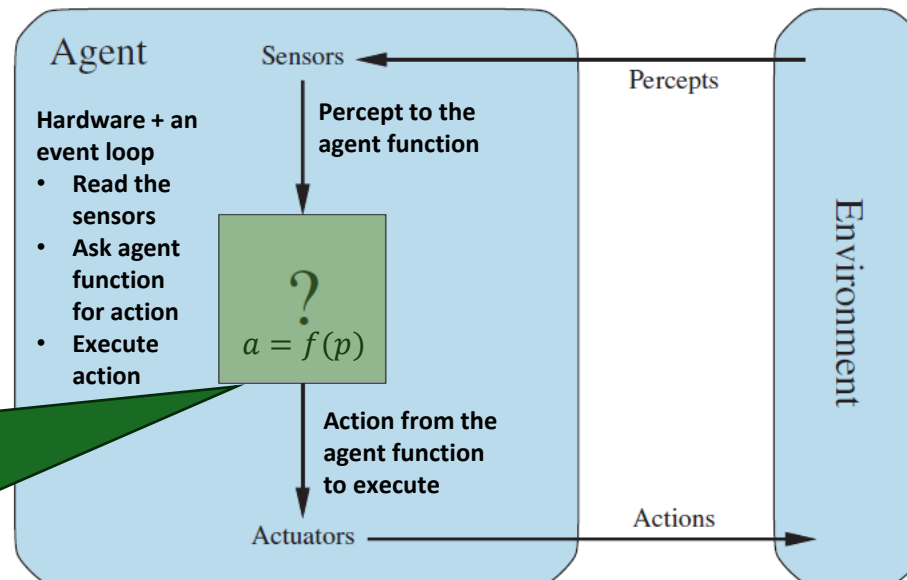 Agent
Sensors
Percepts
Hardware + an
event loop
• Read the
sensors
• Ask agent
function
for action
• Execute
action
Percept to the
agent function
?
a = f(p)
Action from the
agent function
to execute
Actuators
Actions
Environment